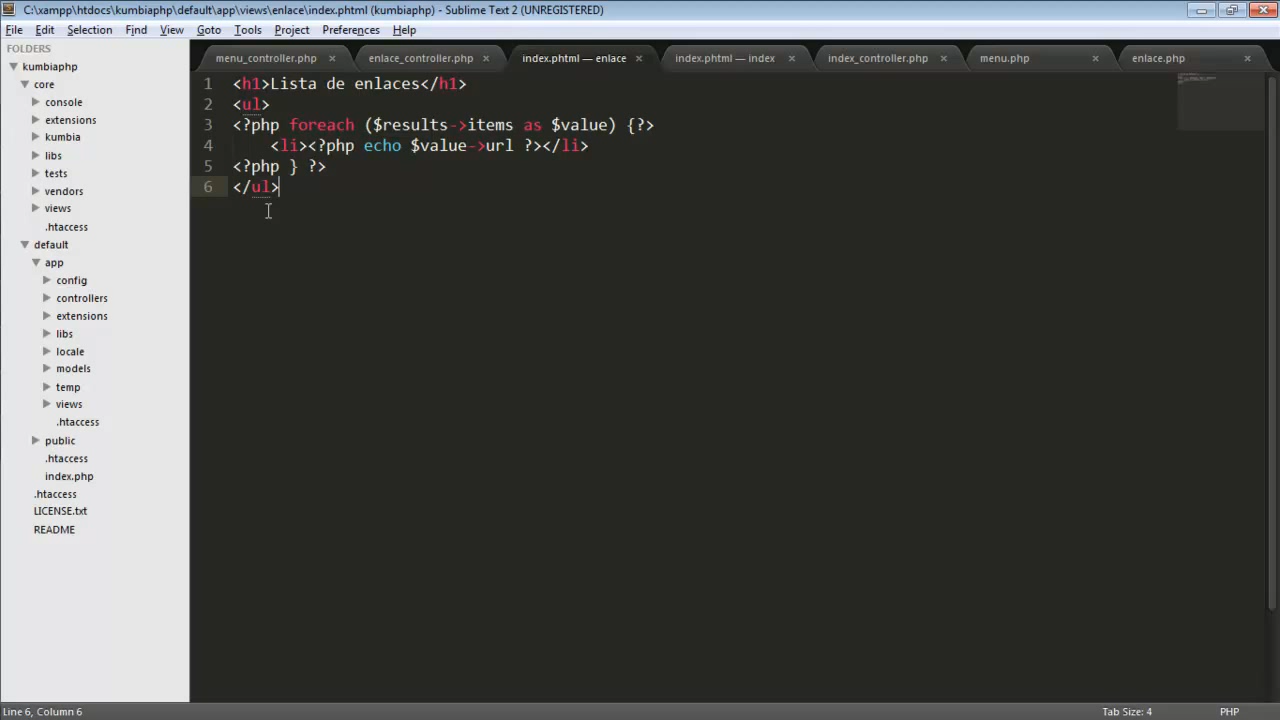 C:\xampp\htdocs\kumbiaphp\default\app\views\enlace\index.phtml (kumbiaphp) - Sublime Text 2 (UNREGISTERED)
File Edit Selection Find View Goto Tools Project Preferences Help
FOLDERS
kumbiaphp
core
console
extensions
kumbia
libs
tests
vendors
views
.htaccess
default
app
config
controllers
extensions
libs
locale
models
temp
views
.htaccess
public
.htaccess
index.php
.htaccess
LICENSE.txt
README
menu_controller.php enlace_controller.php index.phtml — enlace index.phtml — index index_controller.php menu.php enlace.php
1 <h1>Lista de enlaces</h1>
2 <ul>
3 <?php foreach ($results->items as $value) {?>
4     <li><?php echo $value->url ?></li>
5 <?php } ?>
6 </ul>
Line 6, Column 6 Tab Size: 4 PHP